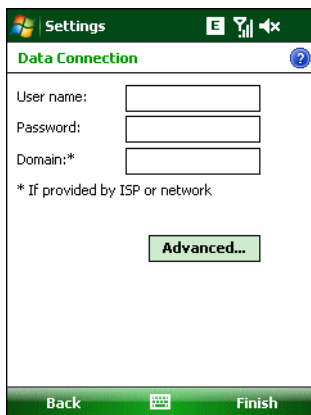 Settings E
Data Connection ?
User name:
Password:
Domain:*
* If provided by ISP or network
Advanced...
Back Finish